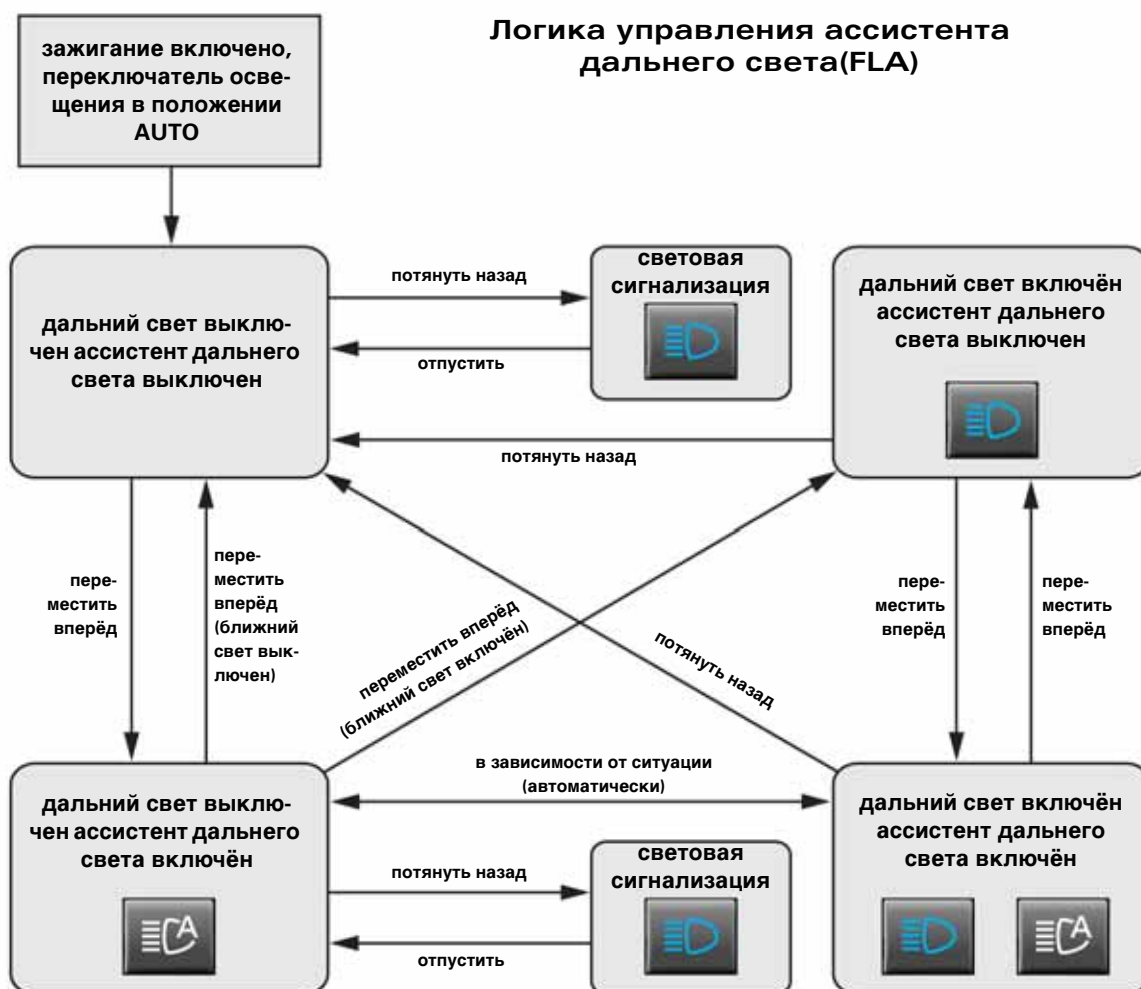 Логика управления ассистента
дальнего света(FLA)
зажигание включено,
переключатель осве-
щения в положении
AUTO
дальний свет выклю-
чен ассистент дальнего
света выключен
потянуть назад
отпустить
световая
сигнализация
дальний свет включён
ассистент дальнего
света выключен
потянуть назад
пере-
местить
вперёд
пере-
местить
вперёд
(ближний
свет вык-
лючен)
переместить вперёд
(ближний свет включён)
потянуть назад
пере-
местить
вперёд
пере-
местить
вперёд
в зависимости от ситуации
(автоматически)
дальний свет выклю-
чен ассистент дальнего
света включён
A
потянуть назад
отпустить
световая
сигнализация
дальний свет включён
ассистент дальнего
света включён
A